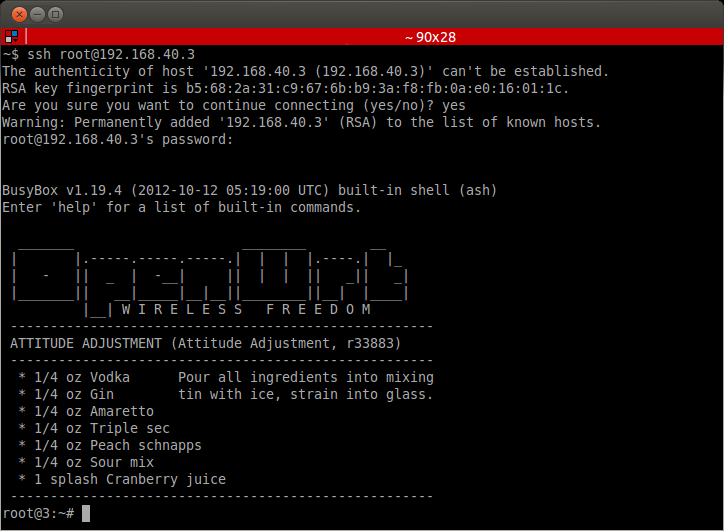 ~ 90x28
~$ ssh root@192.168.40.3
The authenticity of host '192.168.40.3 (192.168.40.3)' can't be established.
RSA key fingerprint is b5:68:2a:31:c9:67:6b:b9:3a:f8:fb:0a:e0:16:01:1c.
Are you sure you want to continue connecting (yes/no)? yes
Warning: Permanently added '192.168.40.3' (RSA) to the list of known hosts.
root@192.168.40.3's password:
BusyBox v1.19.4 (2012-10-12 05:19:00 UTC) built-in shell (ash)
Enter 'help' for a list of built-in commands.
OpenWrt
W I R E L E S S   F R E E D O M
-----------------------------------------------------
ATTITUDE ADJUSTMENT (Attitude Adjustment, r33883)
-----------------------------------------------------
* 1/4 oz Vodka      Pour all ingredients into mixing
* 1/4 oz Gin        tin with ice, strain into glass.
* 1/4 oz Amaretto
* 1/4 oz Triple sec
* 1/4 oz Peach schnapps
* 1/4 oz Sour mix
* 1 splash Cranberry juice
-----------------------------------------------------
root@3:~#